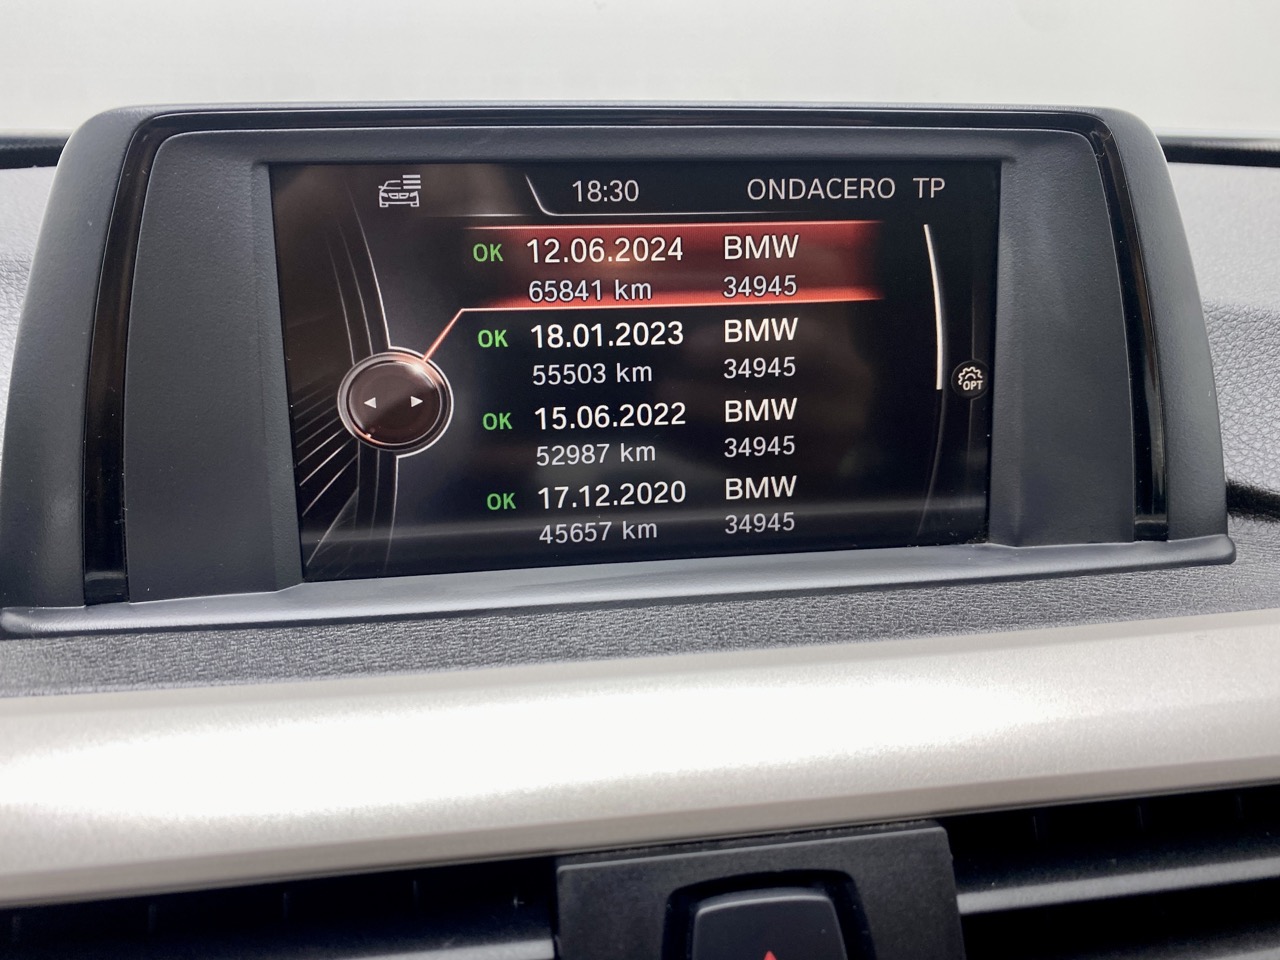 18:30 ONDACERO TP
OK 12.06.2024 BMW
65841 km 34945
OK 18.01.2023 BMW
55503 km 34945
OPT
OK 15.06.2022 BMW
52987 km 34945
OK 17.12.2020 BMW
45657 km 34945